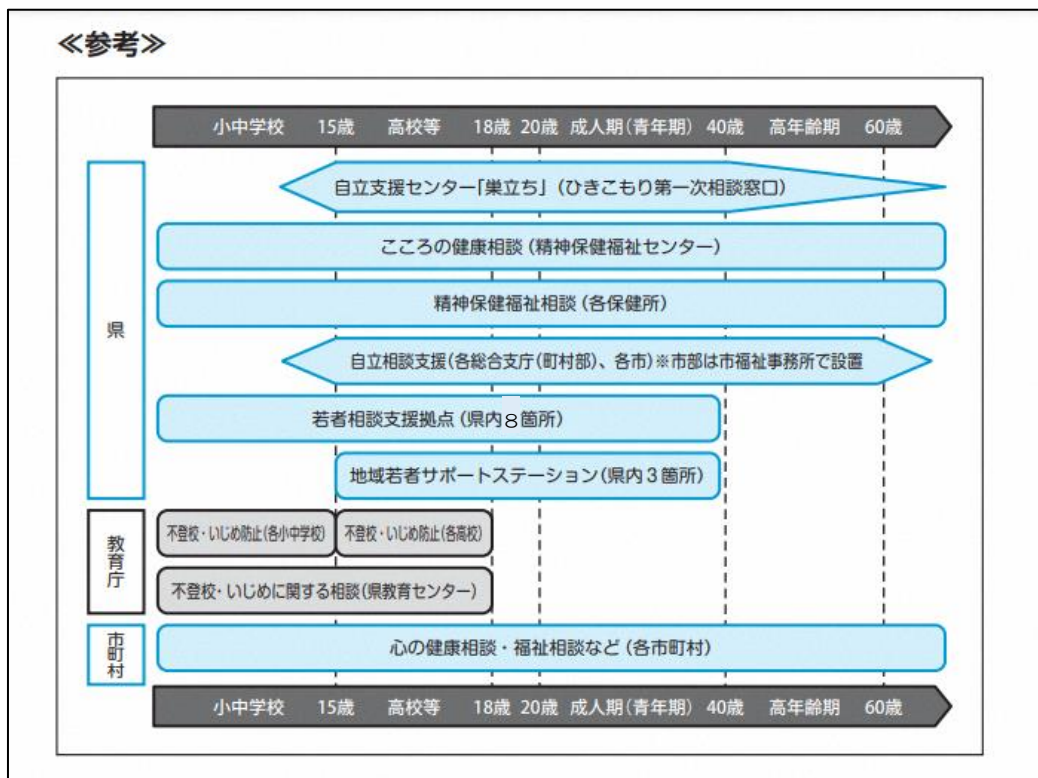 ≪参考≫
小中学校 15歳 高校等 18歳 20歳 成人期(青年期) 40歳 高年齢期 60歳
県
自立支援センター「巣立ち」(ひきこもり第一次相談窓口)
こころの健康相談(精神保健福祉センター)
精神保健福祉相談(各保健所)
自立相談支援(各総合支庁(町村部)、各市)※市部は市福祉事務所で設置
若者相談支援拠点(県内8箇所)
地域若者サポートステーション(県内3箇所)
教育庁
不登校・いじめ防止(各小中学校) 不登校・いじめ防止(各高校)
不登校・いじめに関する相談(県教育センター)
市町村
心の健康相談・福祉相談など(各市町村)
小中学校 15歳 高校等 18歳 20歳 成人期(青年期) 40歳 高年齢期 60歳